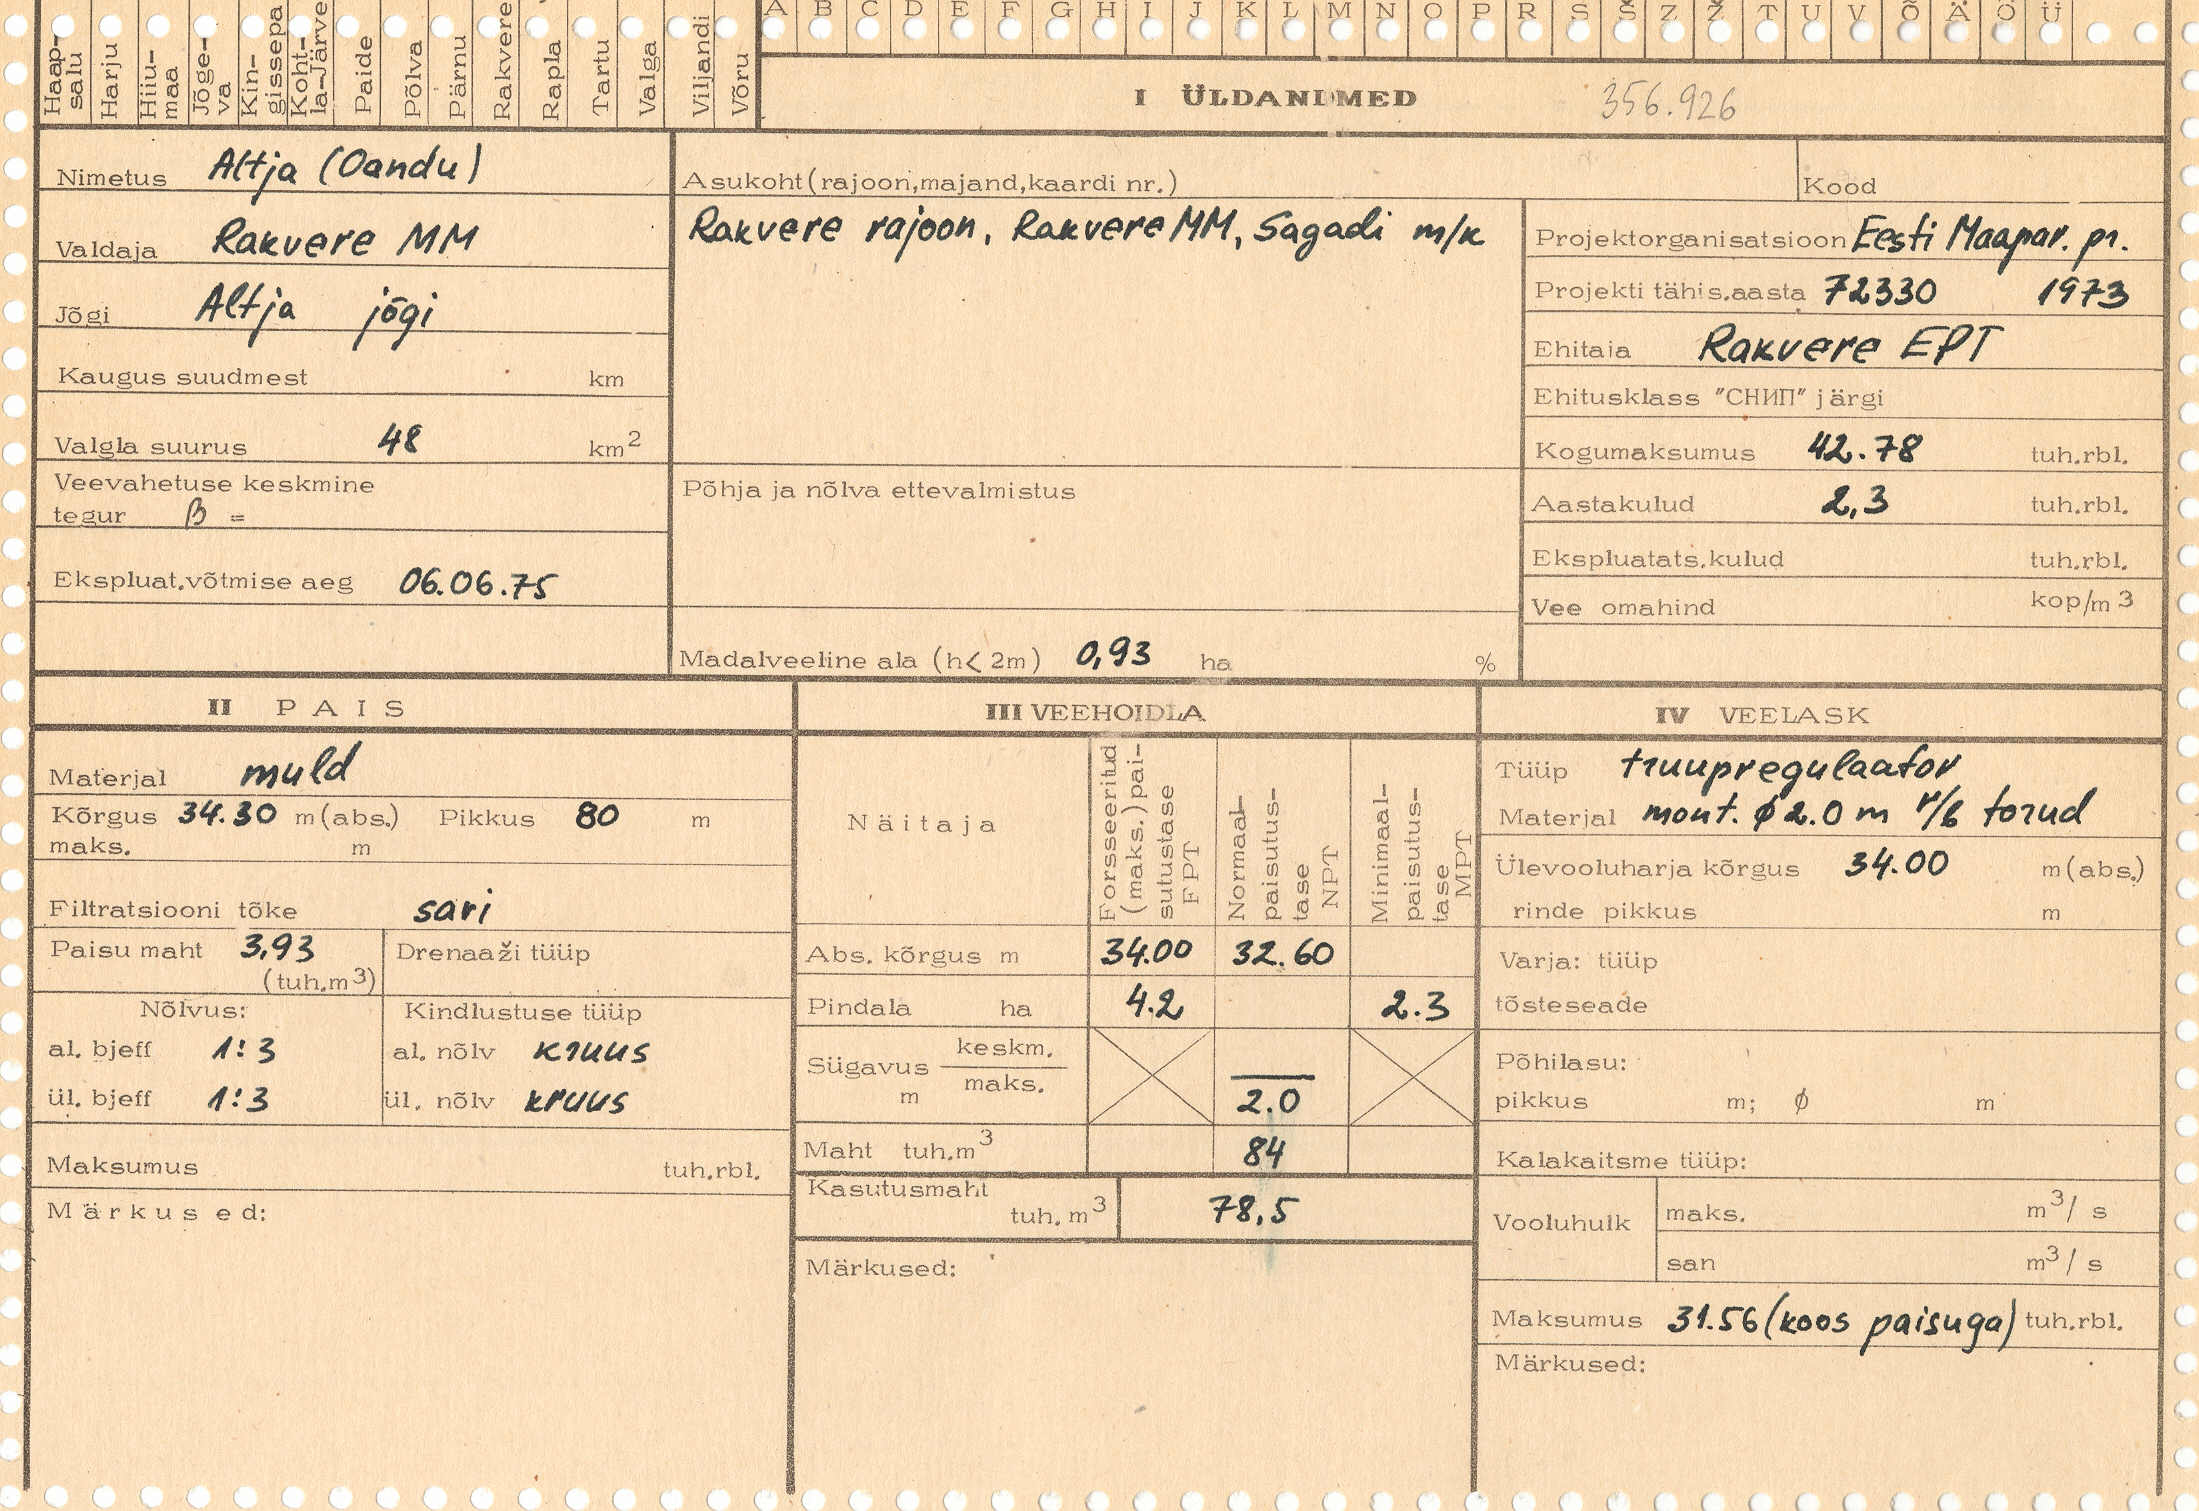 Haap-salu Harju Hiiu-maa Jõge-va Kin-gissepa Koht-la-Järve Paide Põlva Pärnu Rakvere Rapla Tartu Valga Viljandi Võru
A B C D E F G H I J K L M N O P R S Š Z Ž T U V Õ Ä Ö Ü
I ÜLDANDMED 356.926
Nimetus Altja (Oandu)
Valdaja Rakvere MM
Jõgi Altja jõgi
Kaugus suudmest km
Valgla suurus 48 km2
Veevahetuse keskmine
tegur β =
Ekspluat.võtmise aeg 06.06.75
Asukoht(rajoon,majand,kaardi nr.)
Rakvere rajoon, Rakvere MM, Sagadi m/k
Põhja ja nõlva ettevalmistus
Madalveeline ala (h< 2m) 0,93 ha %
Kood
Projektorganisatsioon Eesti Maapar. pr.
Projekti tähis.aasta 72330 1973
Ehitaja Rakvere EPT
Ehitusklass "СНИП" järgi
Kogumaksumus 42.78 tuh.rbl.
Aastakulud 2,3 tuh.rbl.
Ekspluatats.kulud tuh.rbl.
Vee omahind kop/m3
II PAIS
Materjal muld
Kõrgus 34.30 m(abs.) Pikkus 80 m
maks. m
Filtratsiooni tõke savi
Paisu maht 3,93
(tuh.m3)
Drenaaži tüüp
Nõlvus: Kindlustuse tüüp
al. bjeff 1:3 al. nõlv kruus
ül. bjeff 1:3 ül. nõlv kruus
Maksumus tuh.rbl.
Märkused:
III VEEHOIDLA
Näitaja
Forsseeritud
(maks.)pai-
sutustase
FPT
Normaal-
paisutus-
tase
NPT
Minimaal-
paisutus-
tase
MPT
Abs. kõrgus m 34.00 32.60
Pindala ha 4.2 2.3
Sügavus keskm.
maks.
m 2.0
Maht tuh.m3 84
Kasutusmaht
tuh.m3 78,5
Märkused:
IV VEELASK
Tüüp truupregulaator
Materjal mont. φ 2.0 m r/b torud
Ülevooluharja kõrgus 34.00 m(abs.)
rinde pikkus m
Varja: tüüp
tõsteseade
Põhilasu:
pikkus m; φ m
Kalakaitsme tüüp:
Vooluhulk maks. m3/ s
san m3/ s
Maksumus 31.56 (koos paisuga) tuh.rbl.
Märkused: